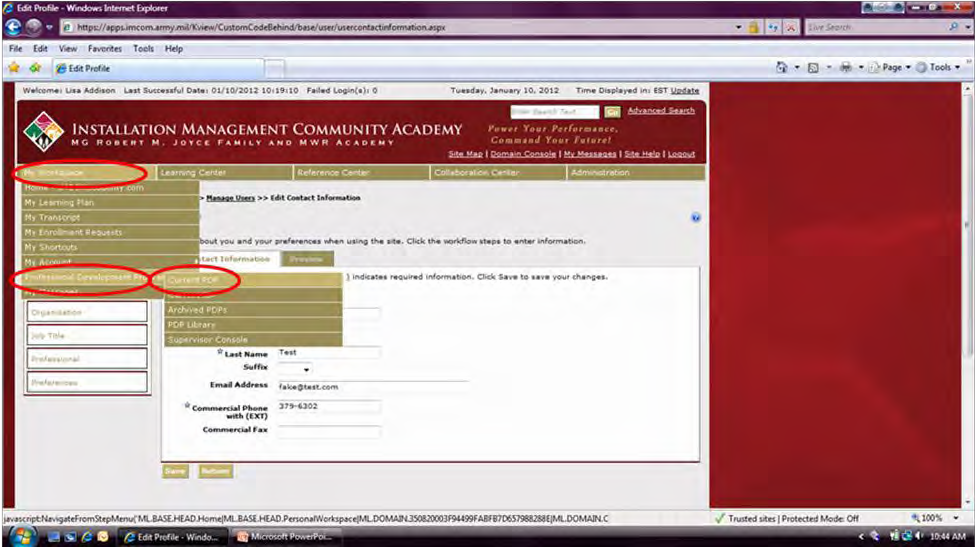 Edit Profile - Windows Internet Explorer
https://apps.imcom.army.mil/Kview/CustomCodeBehind/base/user/usercontactinformation.aspx
Live Search
File Edit View Favorites Tools Help
Edit Profile
Page Tools
Welcome: Lisa Addison Last Successful Date: 01/10/2012 10:19:10 Failed Login(s): 0 Tuesday, January 10, 2012 Time Displayed in: EST Update
Enter Search Text Go Advanced Search
INSTALLATION MANAGEMENT COMMUNITY ACADEMY
MG ROBERT M. JOYCE FAMILY AND MWR ACADEMY
Power Your Performance,
Command Your Future!
Site Map | Domain Console | My Messages | Site Help | Logout
My Workspace Learning Center Reference Center Collaboration Center Administration
Home
My Learning Plan
> Manage Users >> Edit Contact Information
My Transcript
My Enrollment Requests
bout you and your preferences when using the site. Click the workflow steps to enter information.
My Shortcuts
My Account
tact Information Preview
Professional Development Pro
Current PDP
) indicates required information. Click Save to save your changes.
Archived PDPs
PDP Library
Supervisor Console
Organization
Job Title
Professional
Preferences
Last Name Test
Suffix
Email Address fake@test.com
Commercial Phone with (EXT) 379-6302
Commercial Fax
Save Return
javascript:NavigateFromStepMenu('ML.BASE.HEAD.Home|ML.BASE.HEAD.PersonalWorkspace|ML.DOMAIN.350820003F94499FABFB7D657988288E|ML.DOMAIN.C
Trusted sites | Protected Mode: Off 100%
Edit Profile - Windo... Microsoft PowerPoi... 10:44 AM